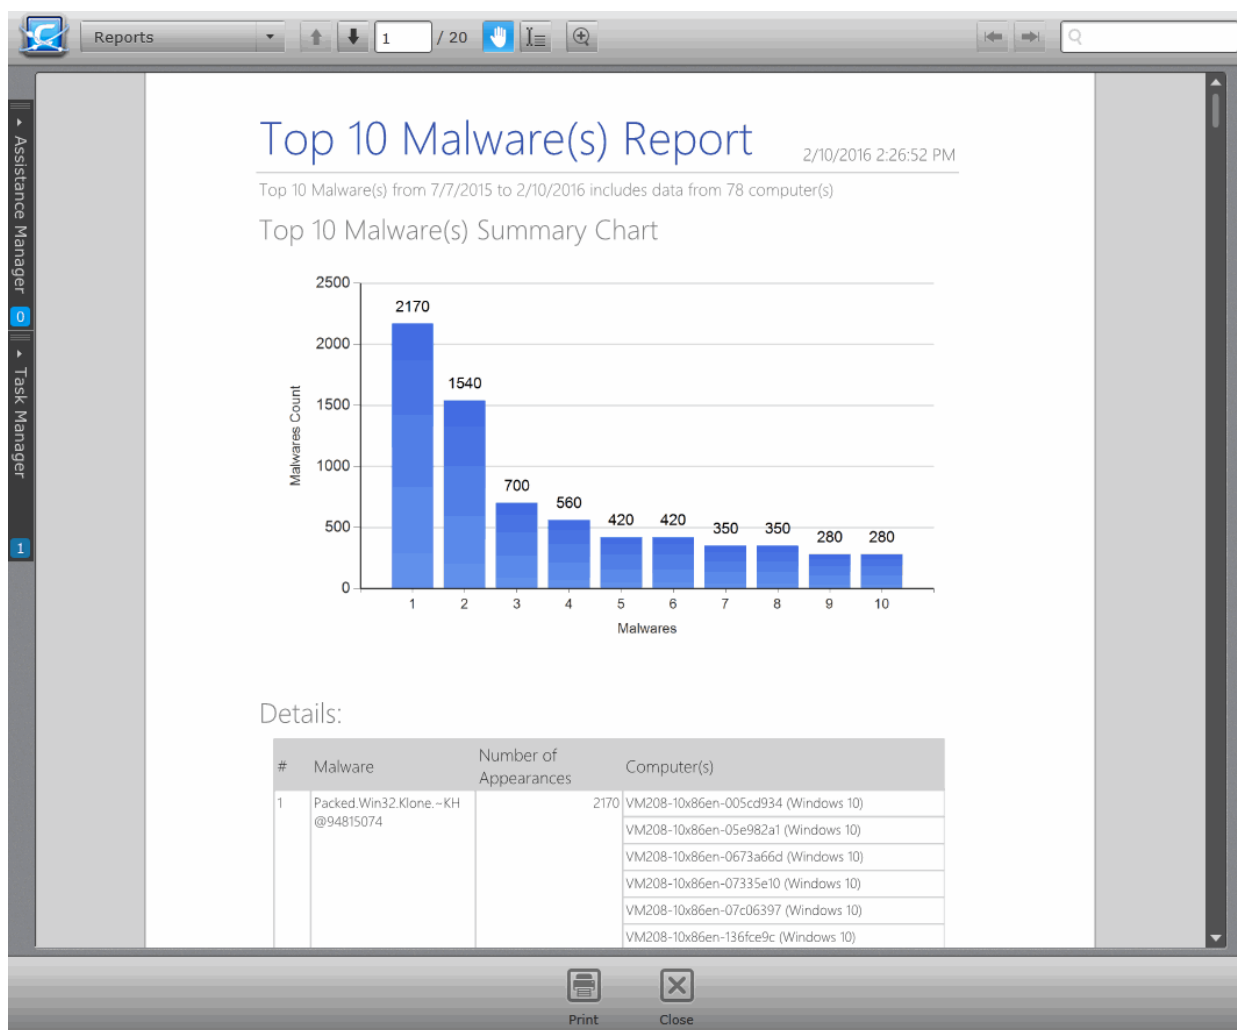 Reports
1 / 20
Assistance Manager
0
Task Manager
1
Top 10 Malware(s) Report
2/10/2016 2:26:52 PM
Top 10 Malware(s) from 7/7/2015 to 2/10/2016 includes data from 78 computer(s)
Top 10 Malware(s) Summary Chart
2500
2000
1500
1000
500
0
Malwares Count
2170
1540
700
560
420
420
350
350
280
280
1 2 3 4 5 6 7 8 9 10
Malwares
Details:
# Malware Number of Appearances Computer(s)
1 Packed.Win32.Klone.~KH 2170 VM208-10x86en-005cd934 (Windows 10)
@94815074
VM208-10x86en-05e982a1 (Windows 10)
VM208-10x86en-0673a66d (Windows 10)
VM208-10x86en-07335e10 (Windows 10)
VM208-10x86en-07c06397 (Windows 10)
VM208-10x86en-136fce9c (Windows 10)
Print Close